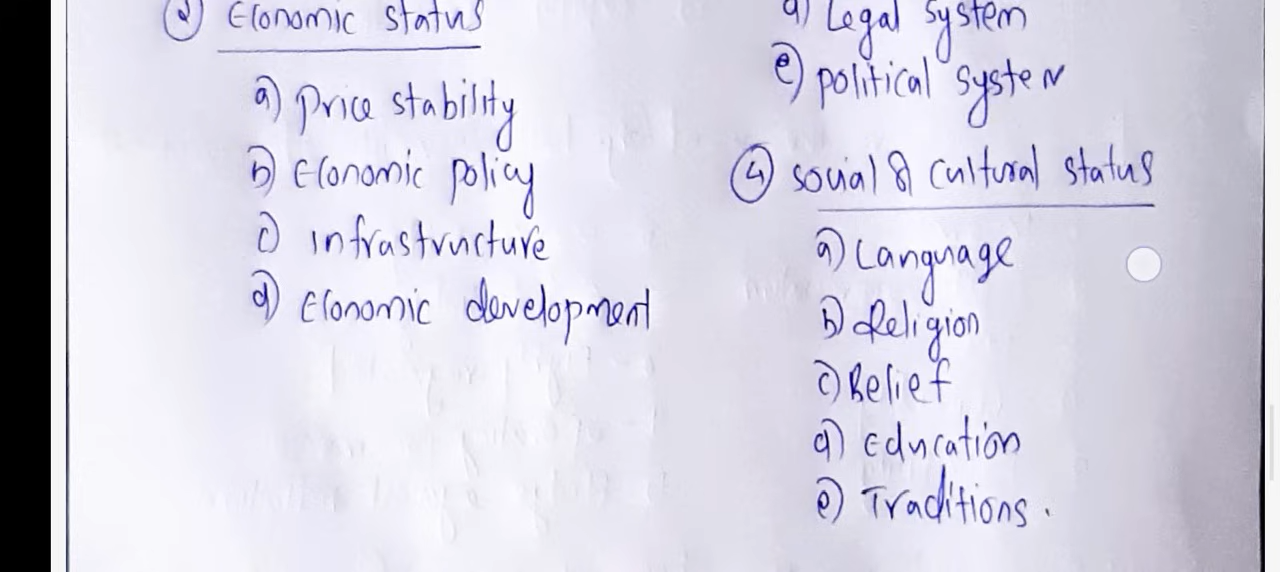 ② Economic status
a) Price stability
b) Economic policy
c) infrastructure
d) Economic development
d) Legal system
e) political system
④ social & cultural status
a) Language
b) Religion
c) Belief
d) Education
e) Traditions.